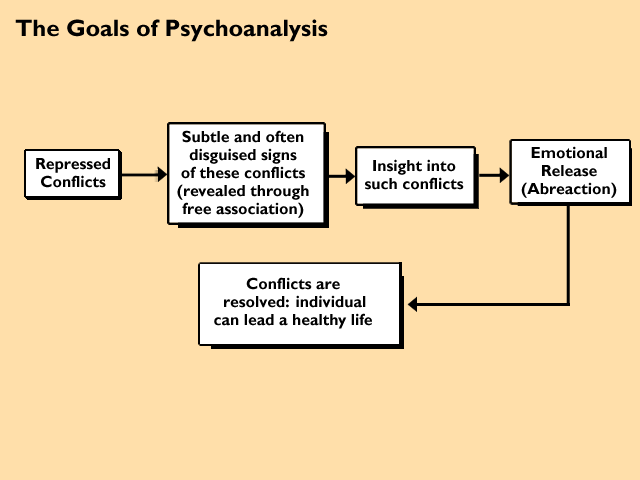 The Goals of Psychoanalysis
Repressed
Conflicts
Subtle and often
disguised signs
of these conflicts
(revealed through
free association)
Insight into
such conflicts
Emotional
Release
(Abreaction)
Conflicts are
resolved: individual
can lead a healthy life